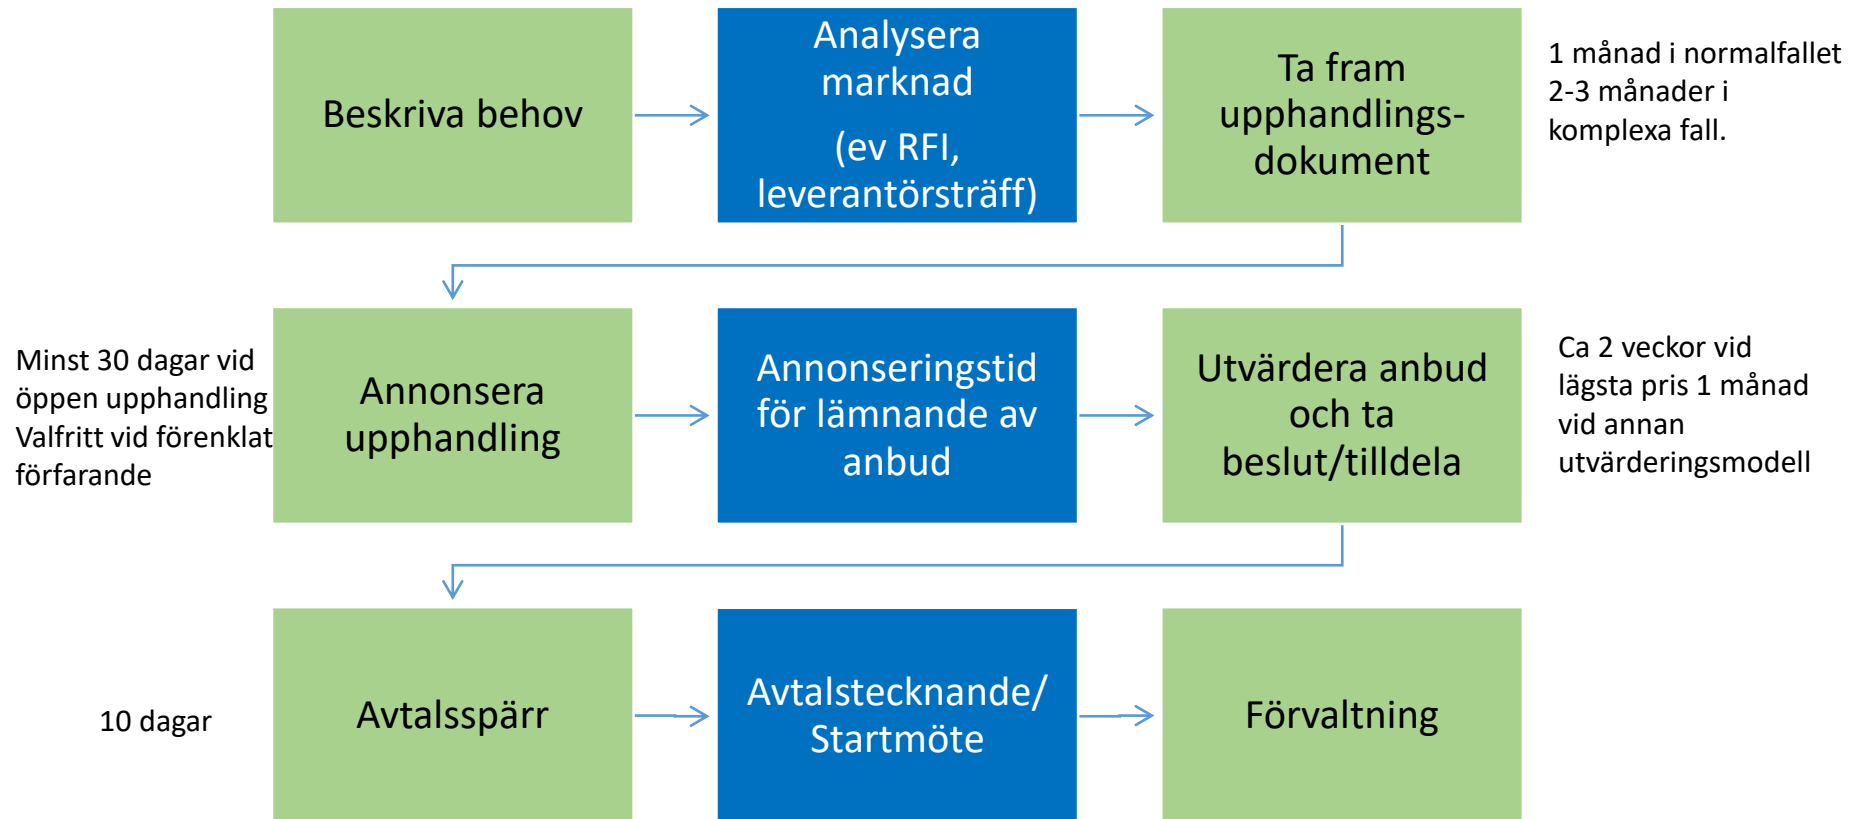 Beskriva behov
Analysera
marknad
(ev RFI,
leverantörsträff)
Ta fram
upphandlings-
dokument
1 månad i normalfallet
2-3 månader i
komplexa fall.
Minst 30 dagar vid
öppen upphandling
Valfritt vid förenklat
förfarande
Annonsera
upphandling
Annonseringstid
för lämnande av
anbud
Utvärdera anbud
och ta
beslut/tilldela
Ca 2 veckor vid
lägsta pris 1 månad
vid annan
utvärderingsmodell
10 dagar
Avtalsspärr
Avtalstecknande/
Startmöte
Förvaltning